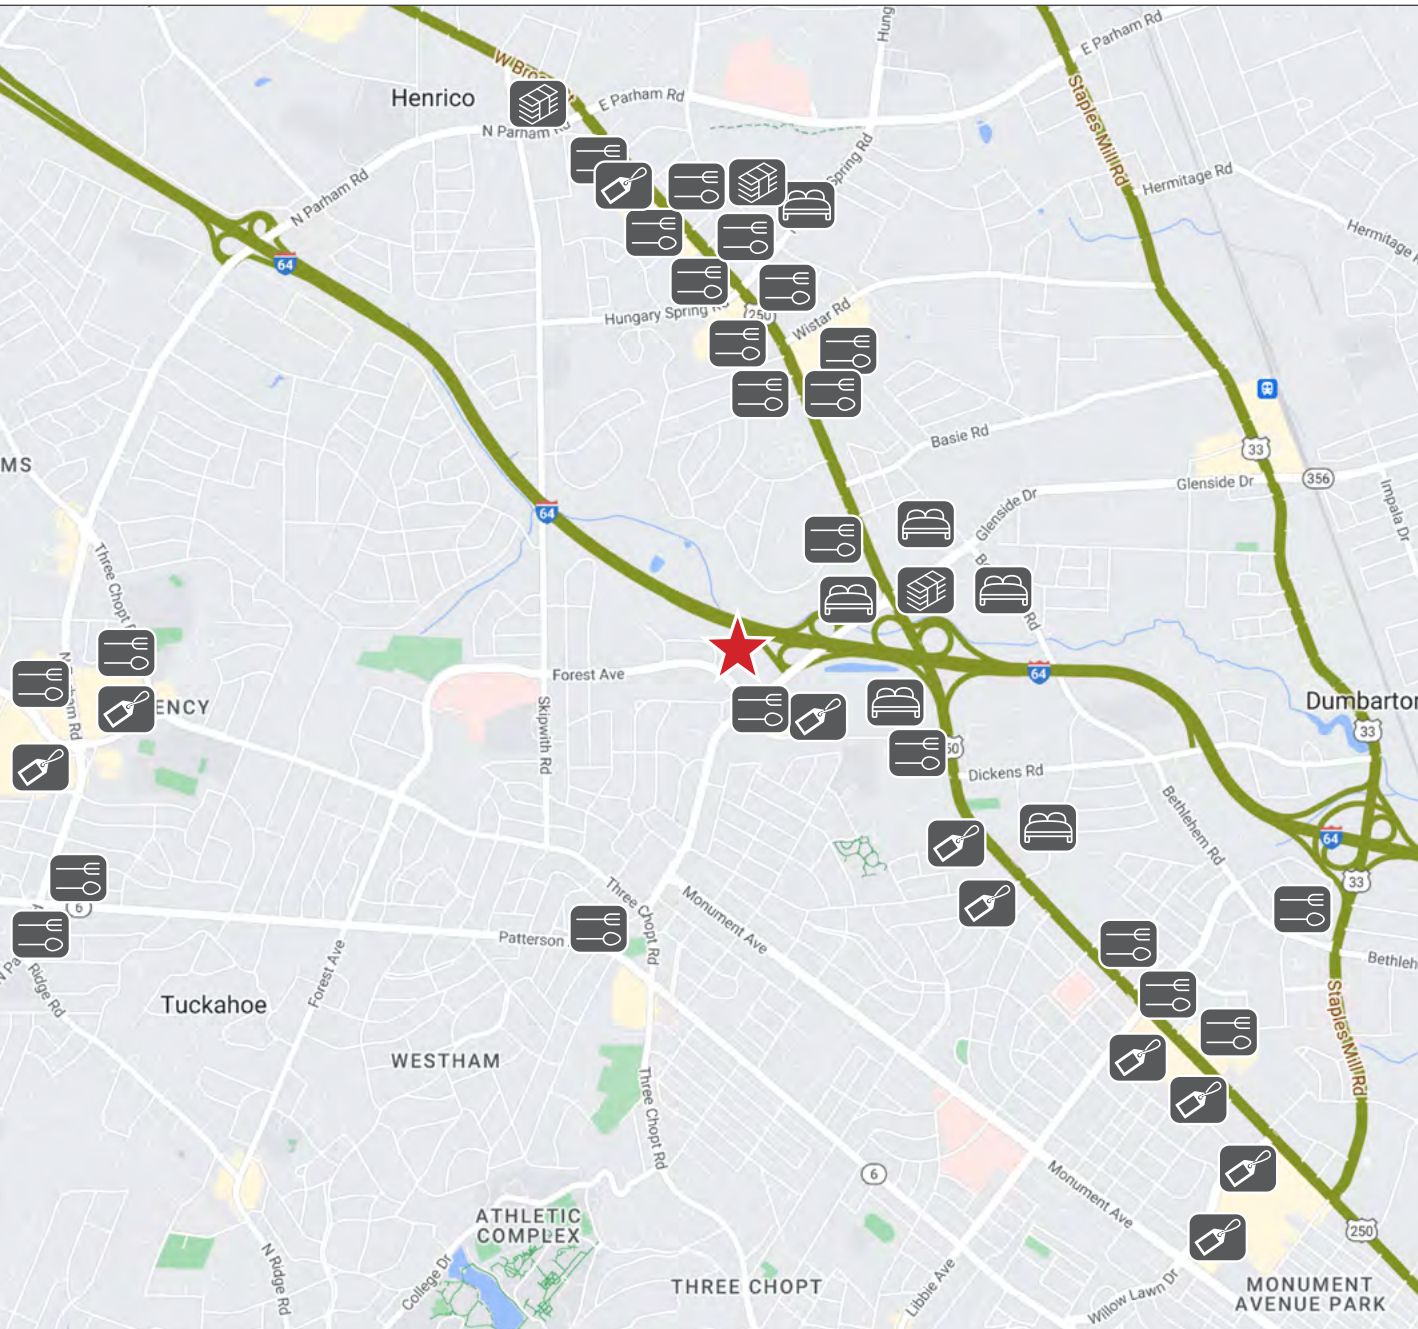 E Parham Rd
Hung
W Bro
Henrico
E Parham Rd
N Parham Rd
Staples Mill Rd
Spring Rd
Hermitage Rd
N Parham Rd
Hermitage
64
Hungary Spring
250
Wistar Rd
Basie Rd
33
MS
356
Glenside Dr
Impala Dr
Glenside Dr
64
Three Chopt
Rd
Forest Ave
64
Dumbarton
ENCY
Skipwith Rd
33
50
Dickens Rd
Bethlehem Rd
64
33
6
Three Chopt Rd
Monument Ave
Patterson
Bethleh
Ridge Rd
Forest Ave
Tuckahoe
Staples Mill Rd
WESTHAM
Three Chopt Rd
6
Monument Ave
ATHLETIC
COMPLEX
250
N Ridge Rd
College Dr
THREE CHOPT
Libbie Ave
Willow Lawn Dr
MONUMENT
AVENUE PARK